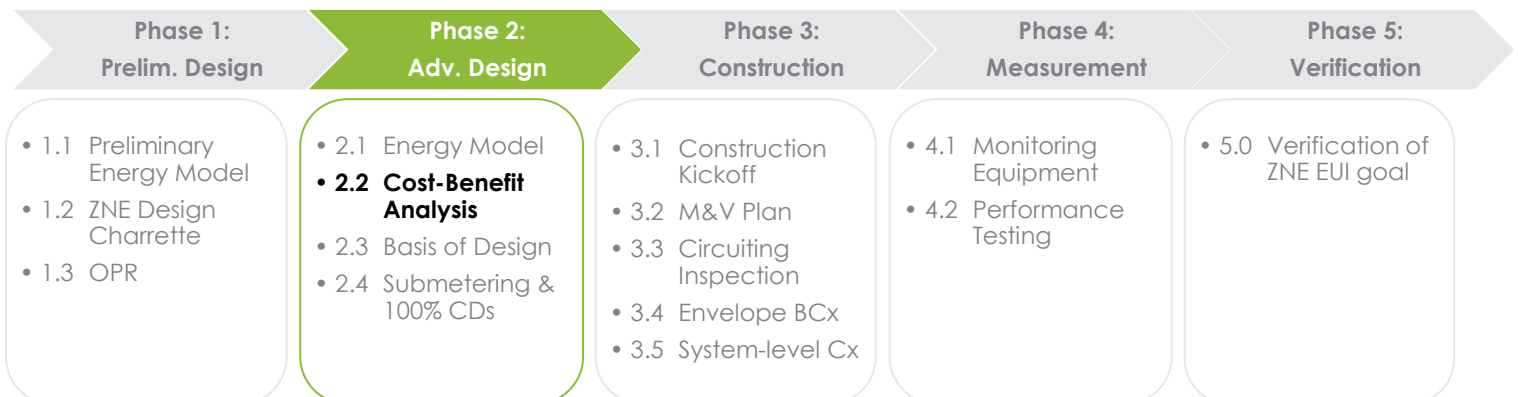 Phase 1:
Prelim. Design
Phase 2:
Adv. Design
Phase 3:
Construction
Phase 4:
Measurement
Phase 5:
Verification
• 1.1 Preliminary
Energy Model
• 1.2 ZNE Design
Charrette
• 1.3 OPR
• 2.1 Energy Model
• 2.2 Cost-Benefit
Analysis
• 2.3 Basis of Design
• 2.4 Submetering &
100% CDs
• 3.1 Construction
Kickoff
• 3.2 M&V Plan
• 3.3 Circuiting
Inspection
• 3.4 Envelope BCx
• 3.5 System-level Cx
• 4.1 Monitoring
Equipment
• 4.2 Performance
Testing
• 5.0 Verification of
ZNE EUI goal